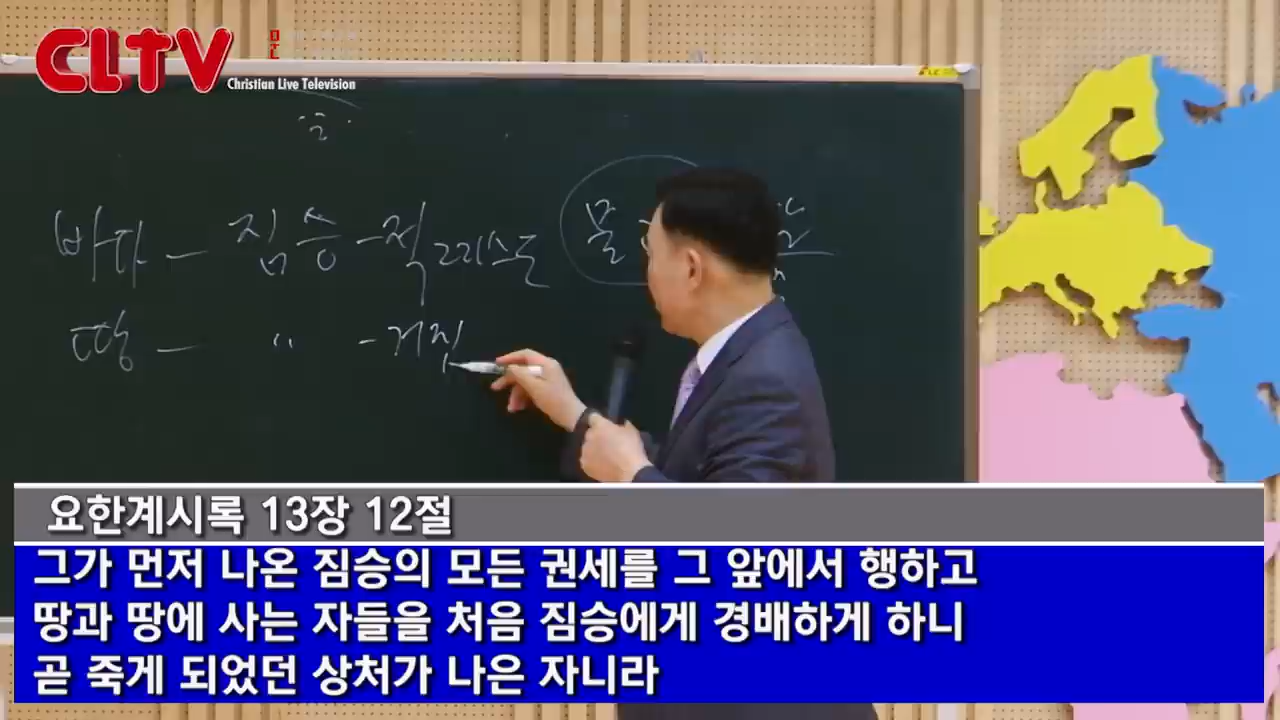 CLTV
Christian Live Television
바다 - 짐승 - 적그리스도 물
땅 - 〃 - 거짓
요한계시록 13장 12절
그가 먼저 나온 짐승의 모든 권세를 그 앞에서 행하고
땅과 땅에 사는 자들을 처음 짐승에게 경배하게 하니
곧 죽게 되었던 상처가 나은 자니라